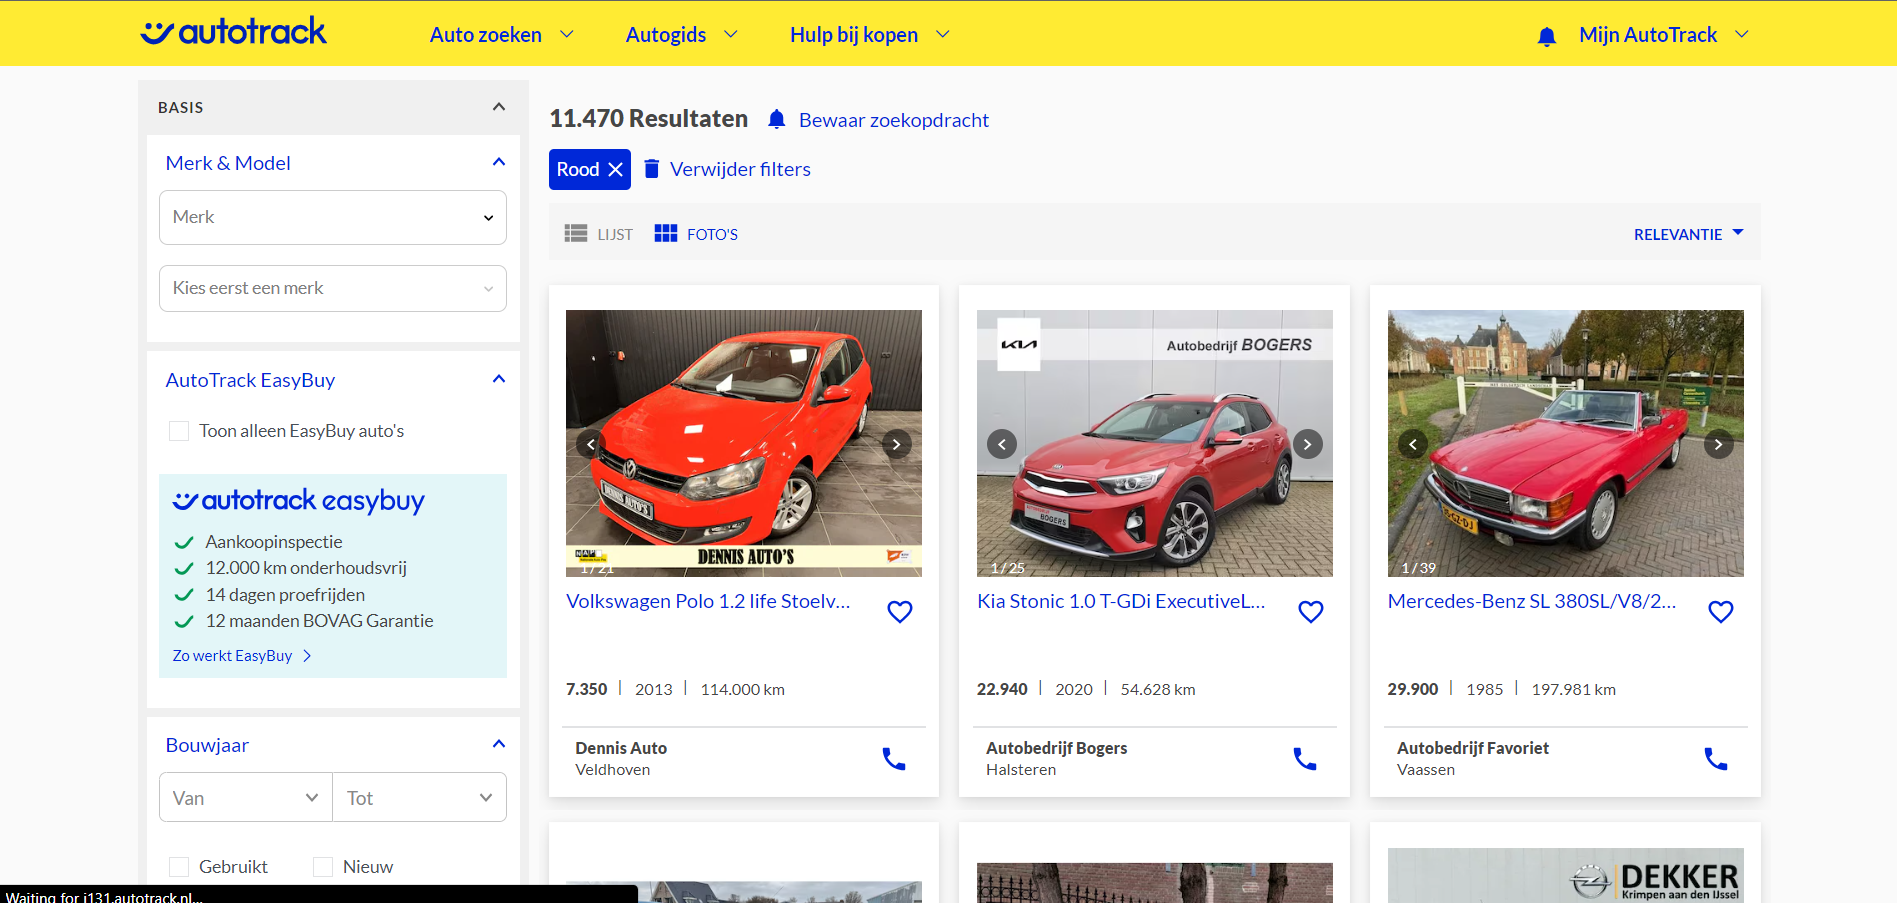 autotrack
Auto zoeken
Autogids
Hulp bij kopen
Mijn AutoTrack
BASIS
Merk & Model
Merk
Kies eerst een merk
AutoTrack EasyBuy
Toon alleen EasyBuy auto's
autotrack easybuy
Aankoopinspectie
12.000 km onderhoudsvrij
14 dagen proefrijden
12 maanden BOVAG Garantie
Zo werkt EasyBuy
Bouwjaar
Van
Tot
Gebruikt
Nieuw
Waiting for i131.autotrack.nl...
11.470 Resultaten
Bewaar zoekopdracht
Rood
Verwijder filters
LIJST
FOTO'S
RELEVANTIE
DENNIS AUTO'S
NAP
DENNIS AUTO'S
1 / 21
Volkswagen Polo 1.2 life Stoelv...
7.350 | 2013 | 114.000 km
Dennis Auto
Veldhoven
KIA
Autobedrijf BOGERS
BOGERS
1 / 25
Kia Stonic 1.0 T-GDi ExecutiveL...
22.940 | 2020 | 54.628 km
Autobedrijf Bogers
Halsteren
1 / 39
Mercedes-Benz SL 380SL/V8/2...
29.900 | 1985 | 197.981 km
Autobedrijf Favoriet
Vaassen
DEKKER
Krimpen aan den IJssel